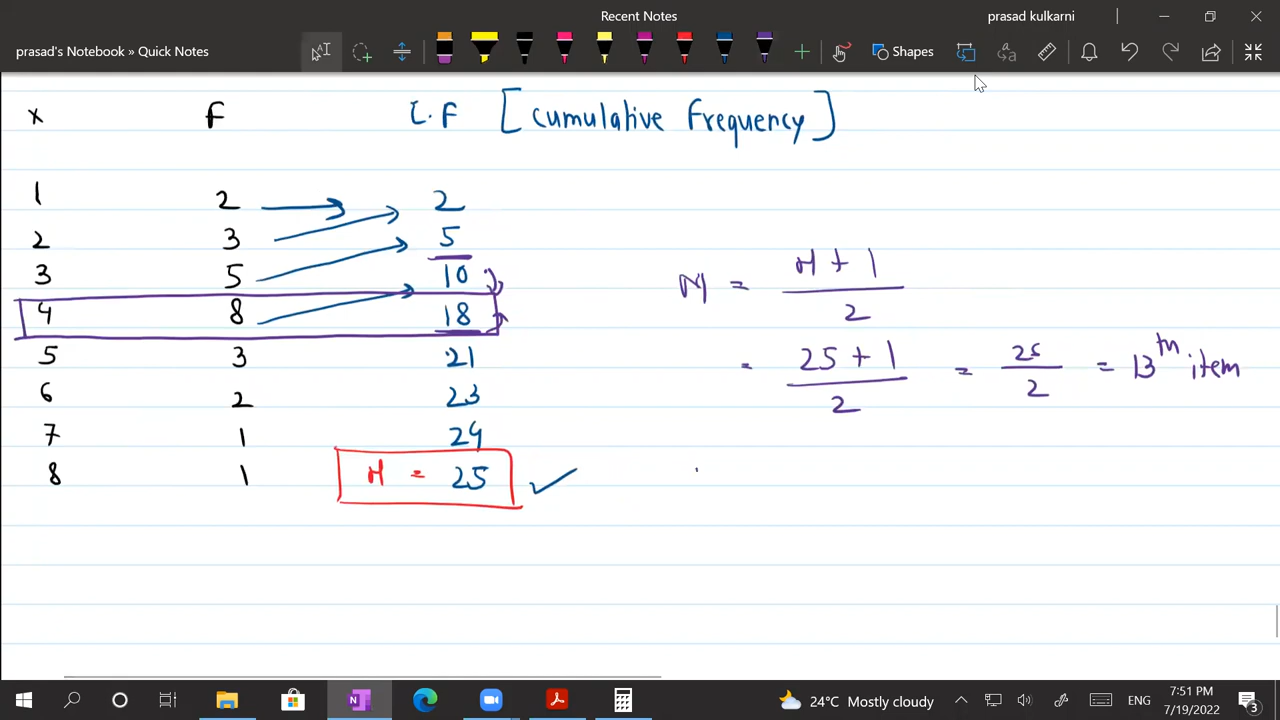 Recent Notes
prasad kulkarni
prasad's Notebook » Quick Notes
Shapes
x F C.F [cumulative Frequency]
1 2 2
2 3 5
3 5 10
4 8 18
5 3 21
6 2 23
7 1 24
8 1 N = 25
M = N + 1 / 2
= 25 + 1 / 2 = 26 / 2 = 13th item
24°C Mostly cloudy
ENG
7:51 PM
7/19/2022
3